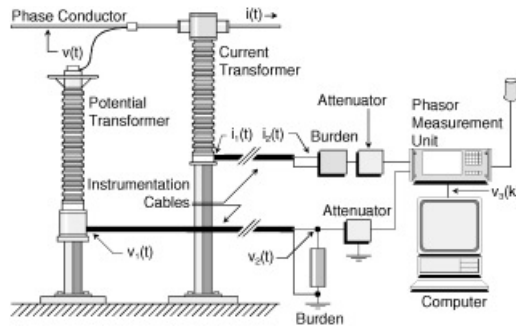 Phase Conductor
i(t)
v(t)
Current
Transformer
Potential
Transformer
Attenuator
Phasor
Measurement
Unit
i₁(t)
i₂(t)
Burden
Instrumentation
Cables
Attenuator
v₃(k
v₁(t)
v₂(t)
Burden
Computer